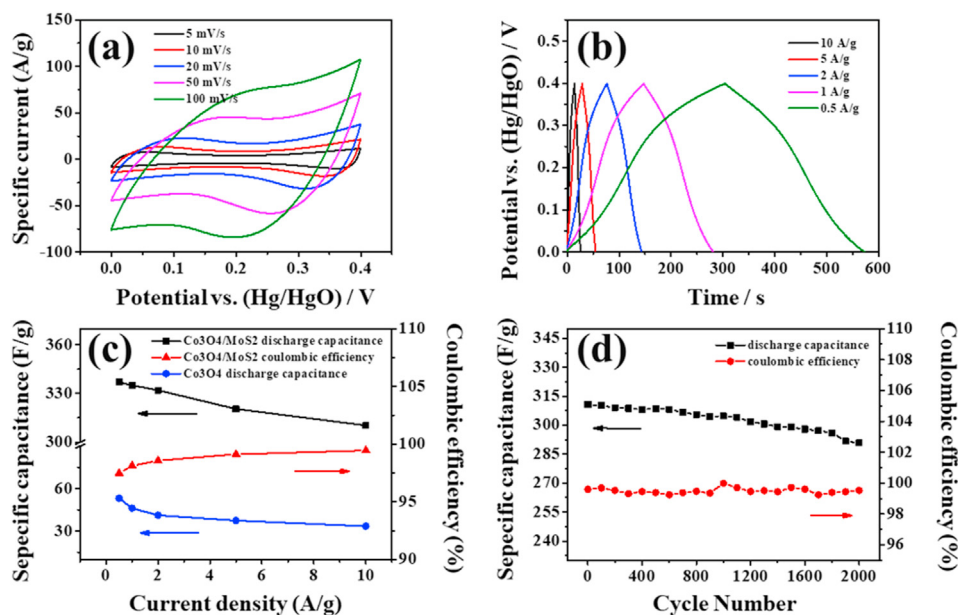 (a)
5 mV/s
10 mV/s
20 mV/s
50 mV/s
100 mV/s
Specific current (A/g)
150
100
50
0
-50
-100
0.0 0.1 0.2 0.3 0.4
Potential vs. (Hg/HgO) / V
(b)
10 A/g
5 A/g
2 A/g
1 A/g
0.5 A/g
Potential vs. (Hg/HgO) / V
0.5
0.4
0.3
0.2
0.1
0.0
0 100 200 300 400 500 600
Time / s
(c)
Co3O4/MoS2 discharge capacitance
Co3O4/MoS2 coulombic efficiency
Co3O4 discharge capacitance
Sepecific capacitance (F/g)
360
330
300
60
30
Coulombic efficiency (%)
110
105
100
95
90
0 2 4 6 8 10
Current density (A/g)
(d)
discharge capacitance
coulombic efficiency
Sepecific capacitance (F/g)
345
330
315
300
285
270
255
240
Coulombic efficiency (%)
110
108
106
104
102
100
98
96
0 400 800 1200 1600 2000
Cycle Number